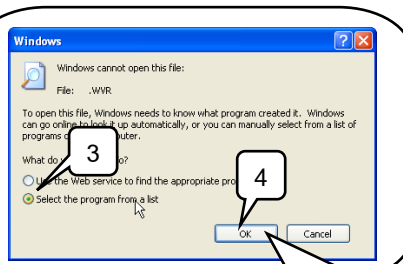 Windows
Windows cannot open this file:
File: .WVR
To open this file, Windows needs to know what program created it. Windows
can go online to look it up automatically, or you can manually select from a list of
programs
What do
3
the Web service to find the appropriate
4
Select the program from a list
OK
Cancel